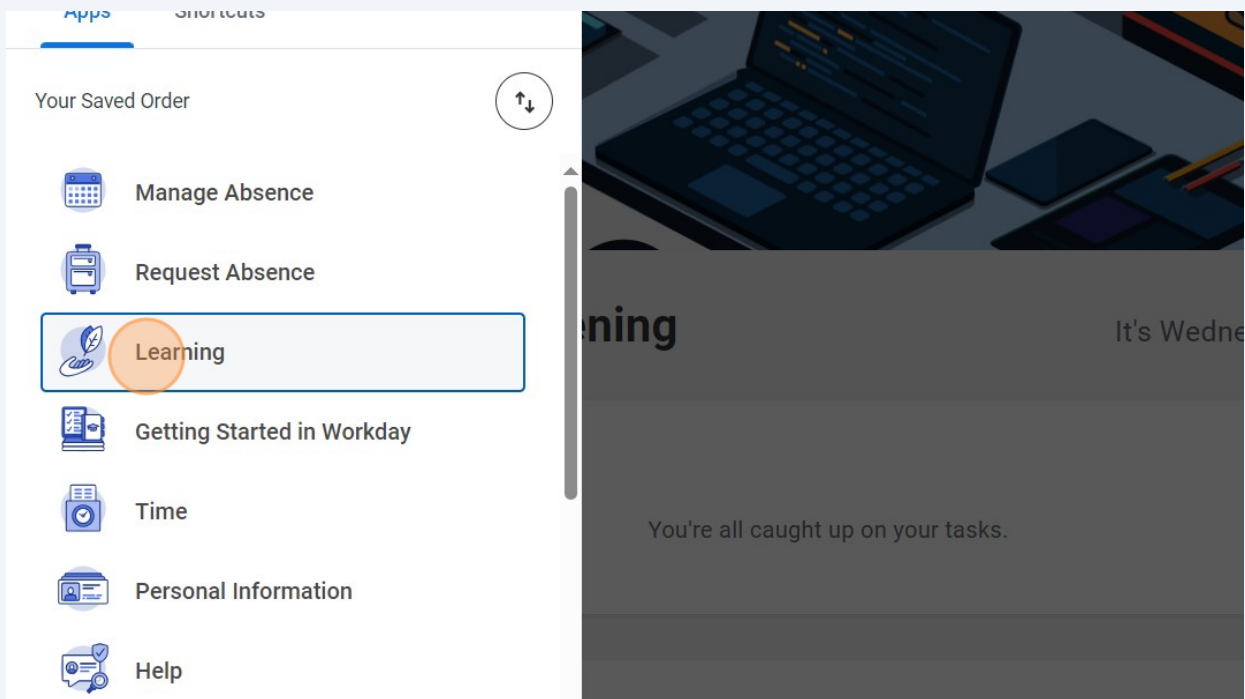 Apps Shortcuts
Your Saved Order
Manage Absence
Request Absence
Learning
Getting Started in Workday
Time
Personal Information
Help
ning
It's Wedne
You're all caught up on your tasks.